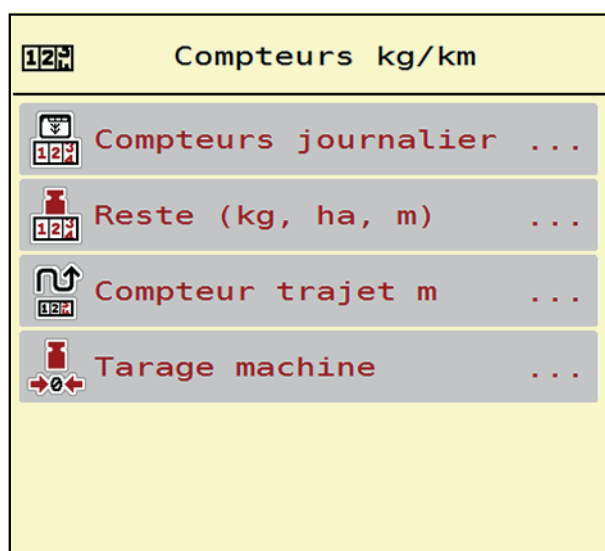 Compteurs kg/km
Compteurs journalier ...
Reste (kg, ha, m) ...
Compteur trajet m ...
Tarage machine ...